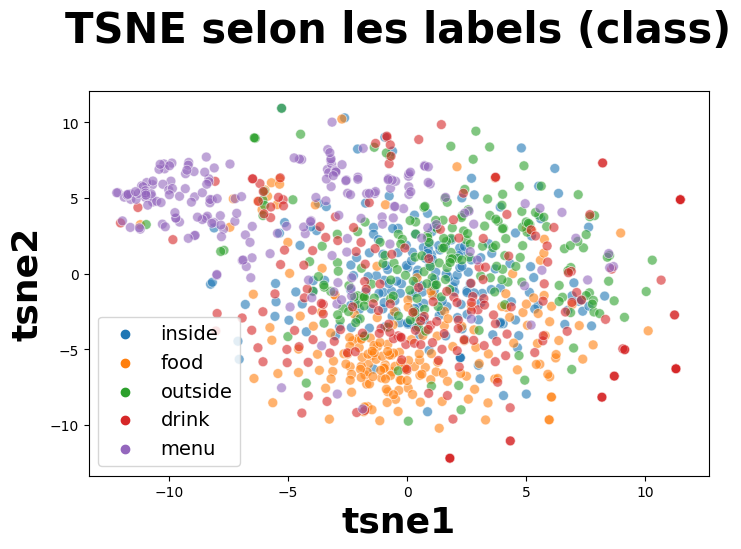 TSNE selon les labels (class)
tsne2
10
5
0
−5
−10
inside
food
outside
drink
menu
−10
−5
0
5
10
tsne1